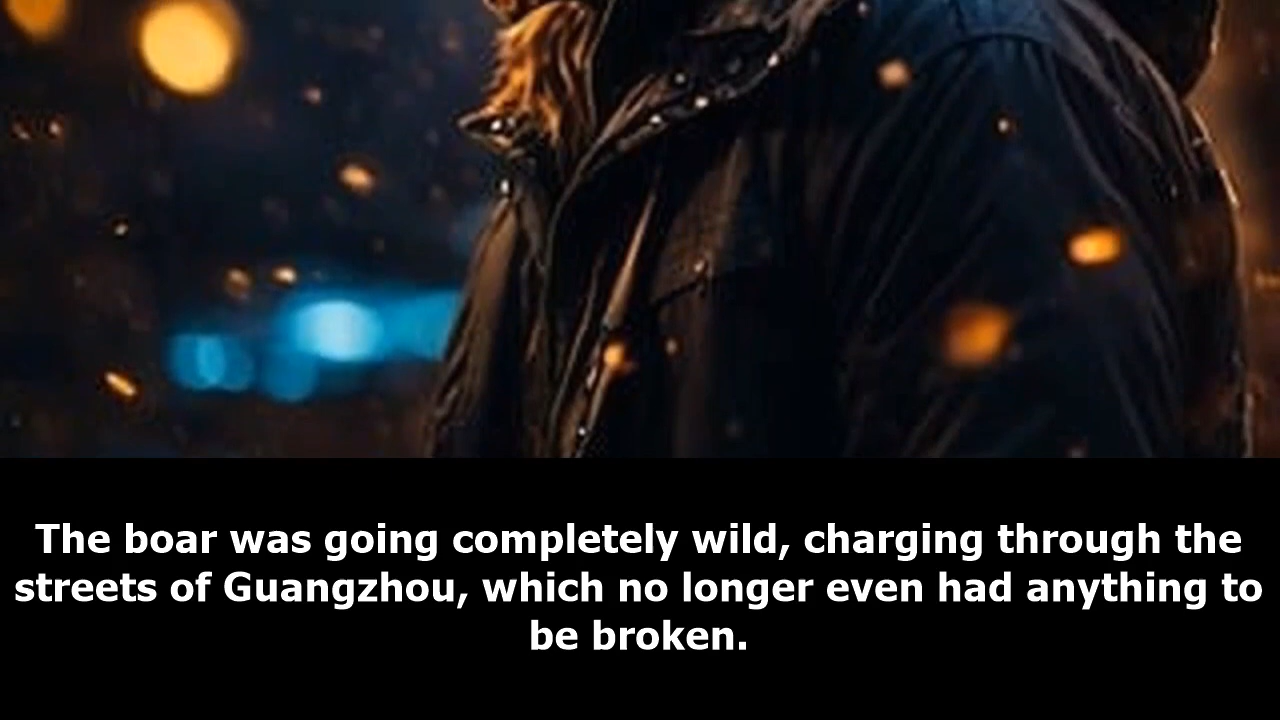 The boar was going completely wild, charging through the
streets of Guangzhou, which no longer even had anything to
be broken.